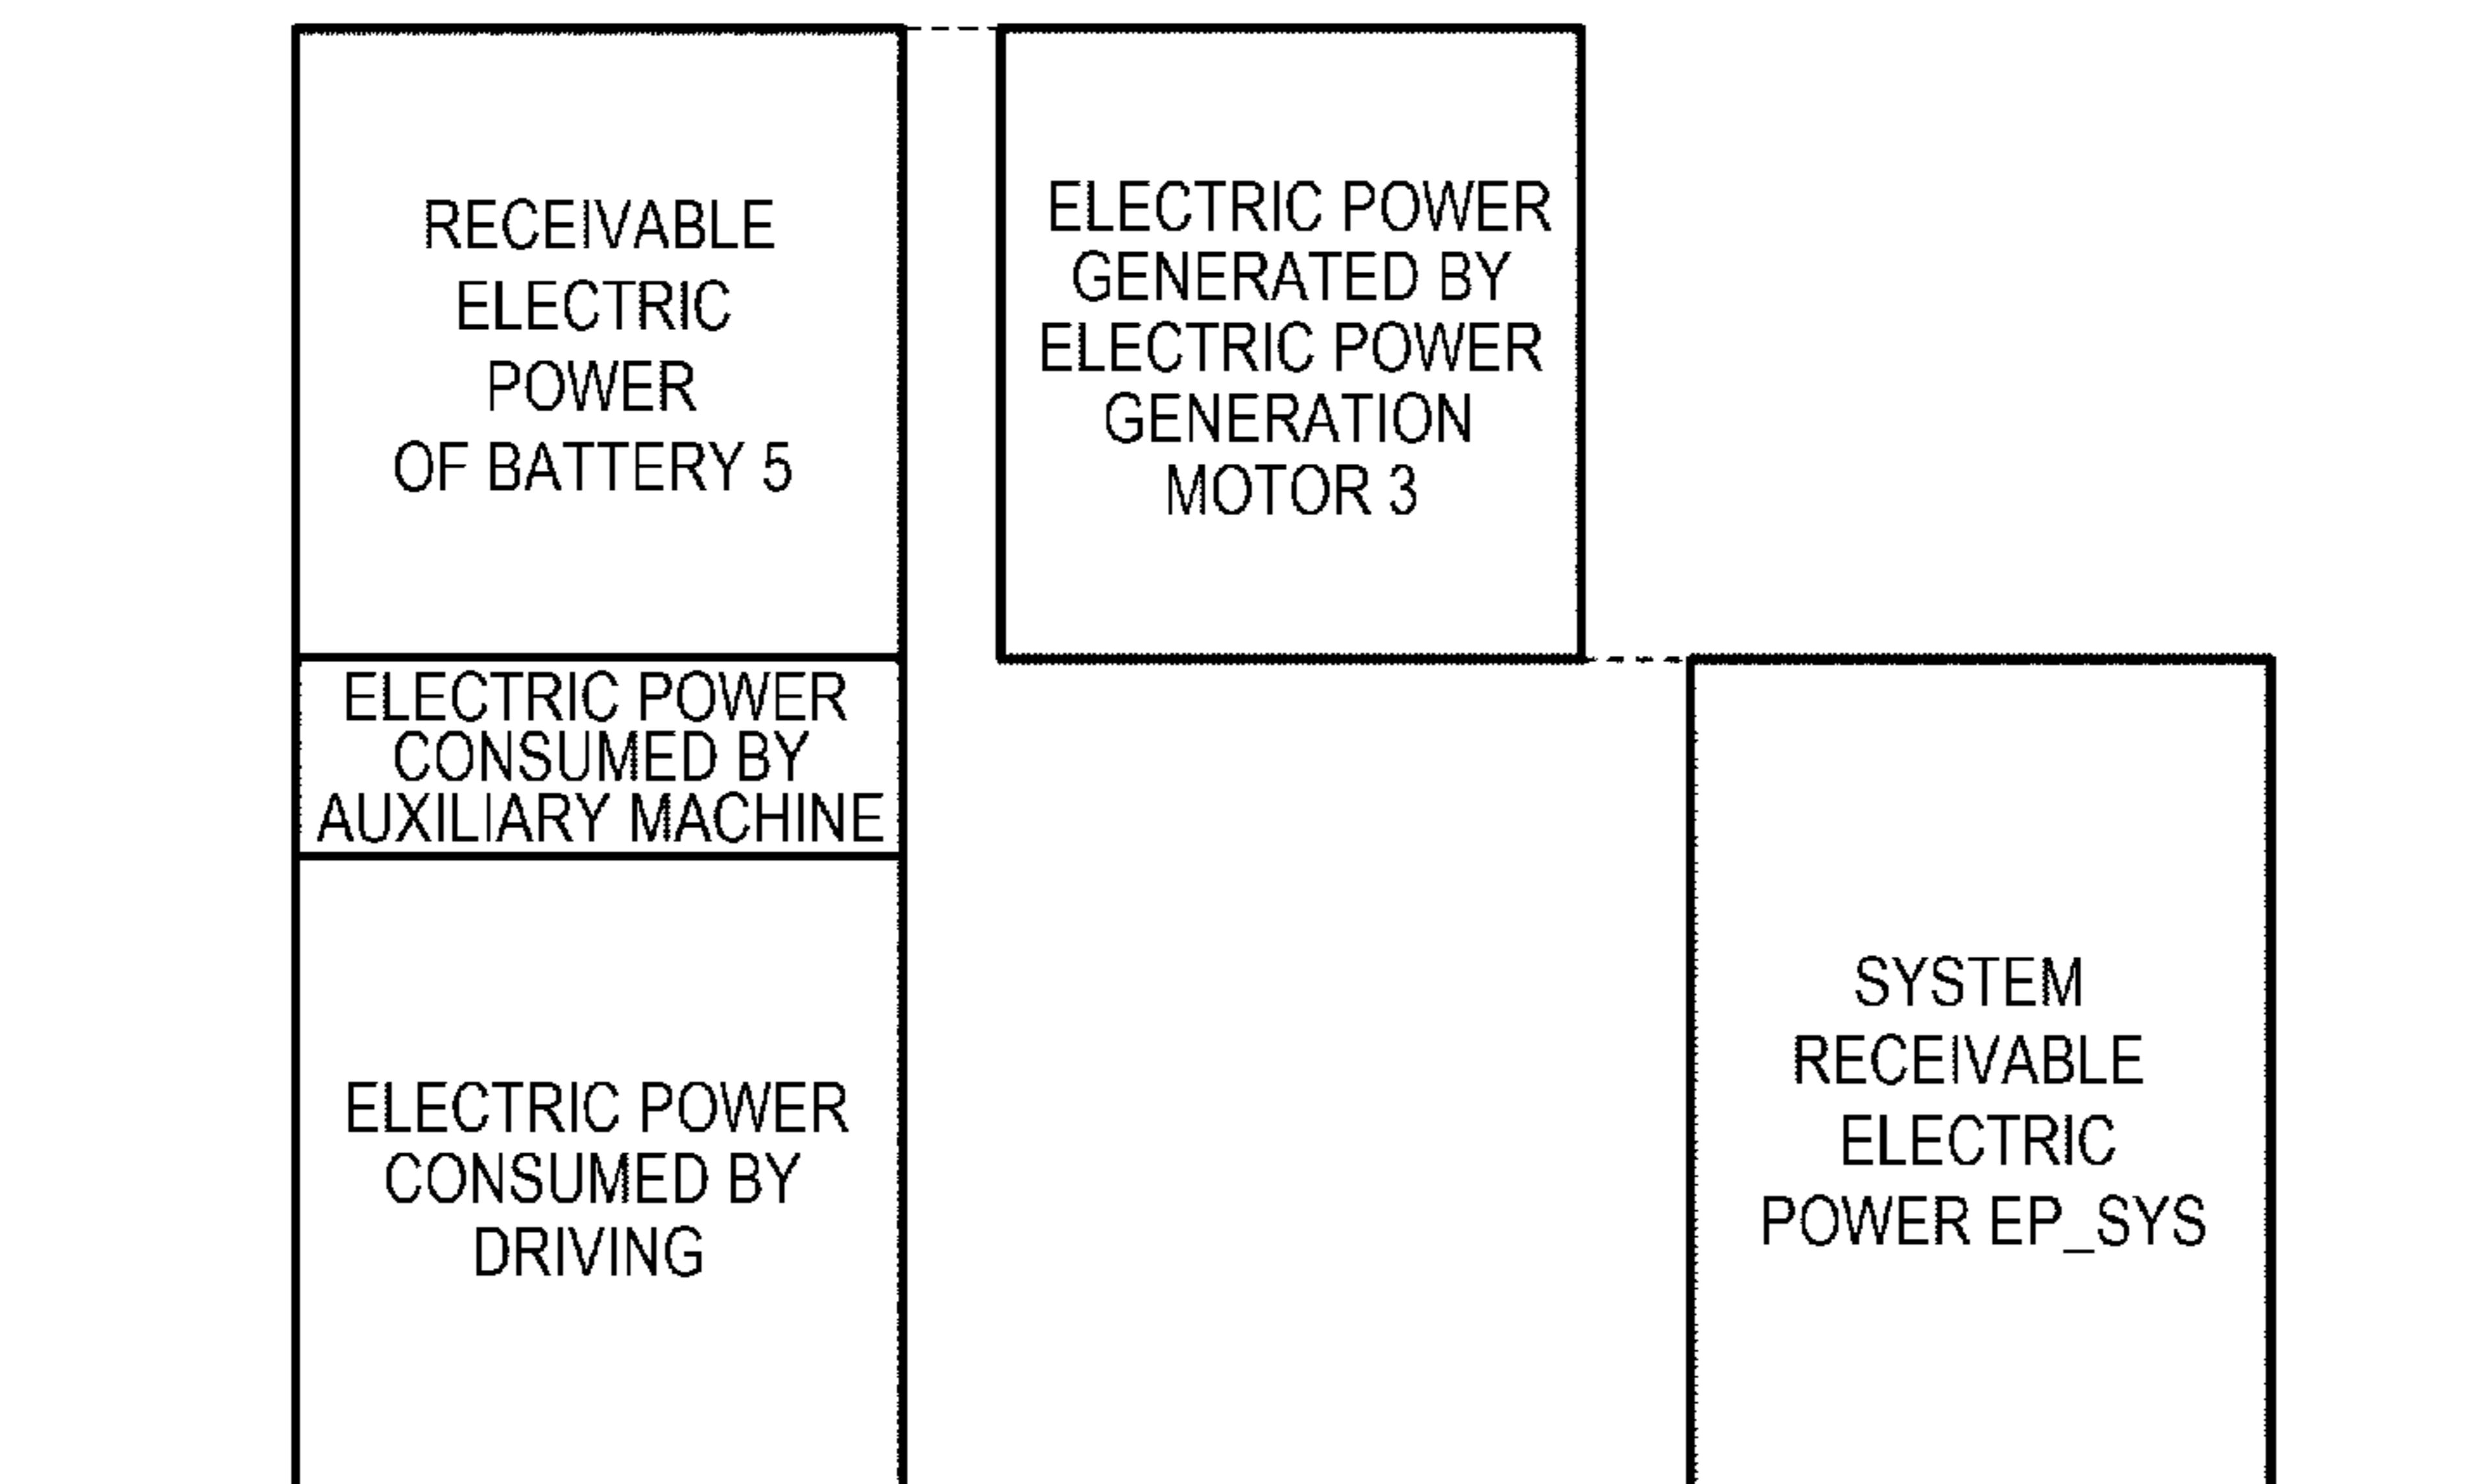 RECEIVABLE
ELECTRIC
POWER
OF BATTERY 5
ELECTRIC POWER
GENERATED BY
ELECTRIC POWER
GENERATION
MOTOR 3
ELECTRIC POWER
CONSUMED BY
AUXILIARY MACHINE
ELECTRIC POWER
CONSUMED BY
DRIVING
SYSTEM
RECEIVABLE
ELECTRIC
POWER EP_SYS